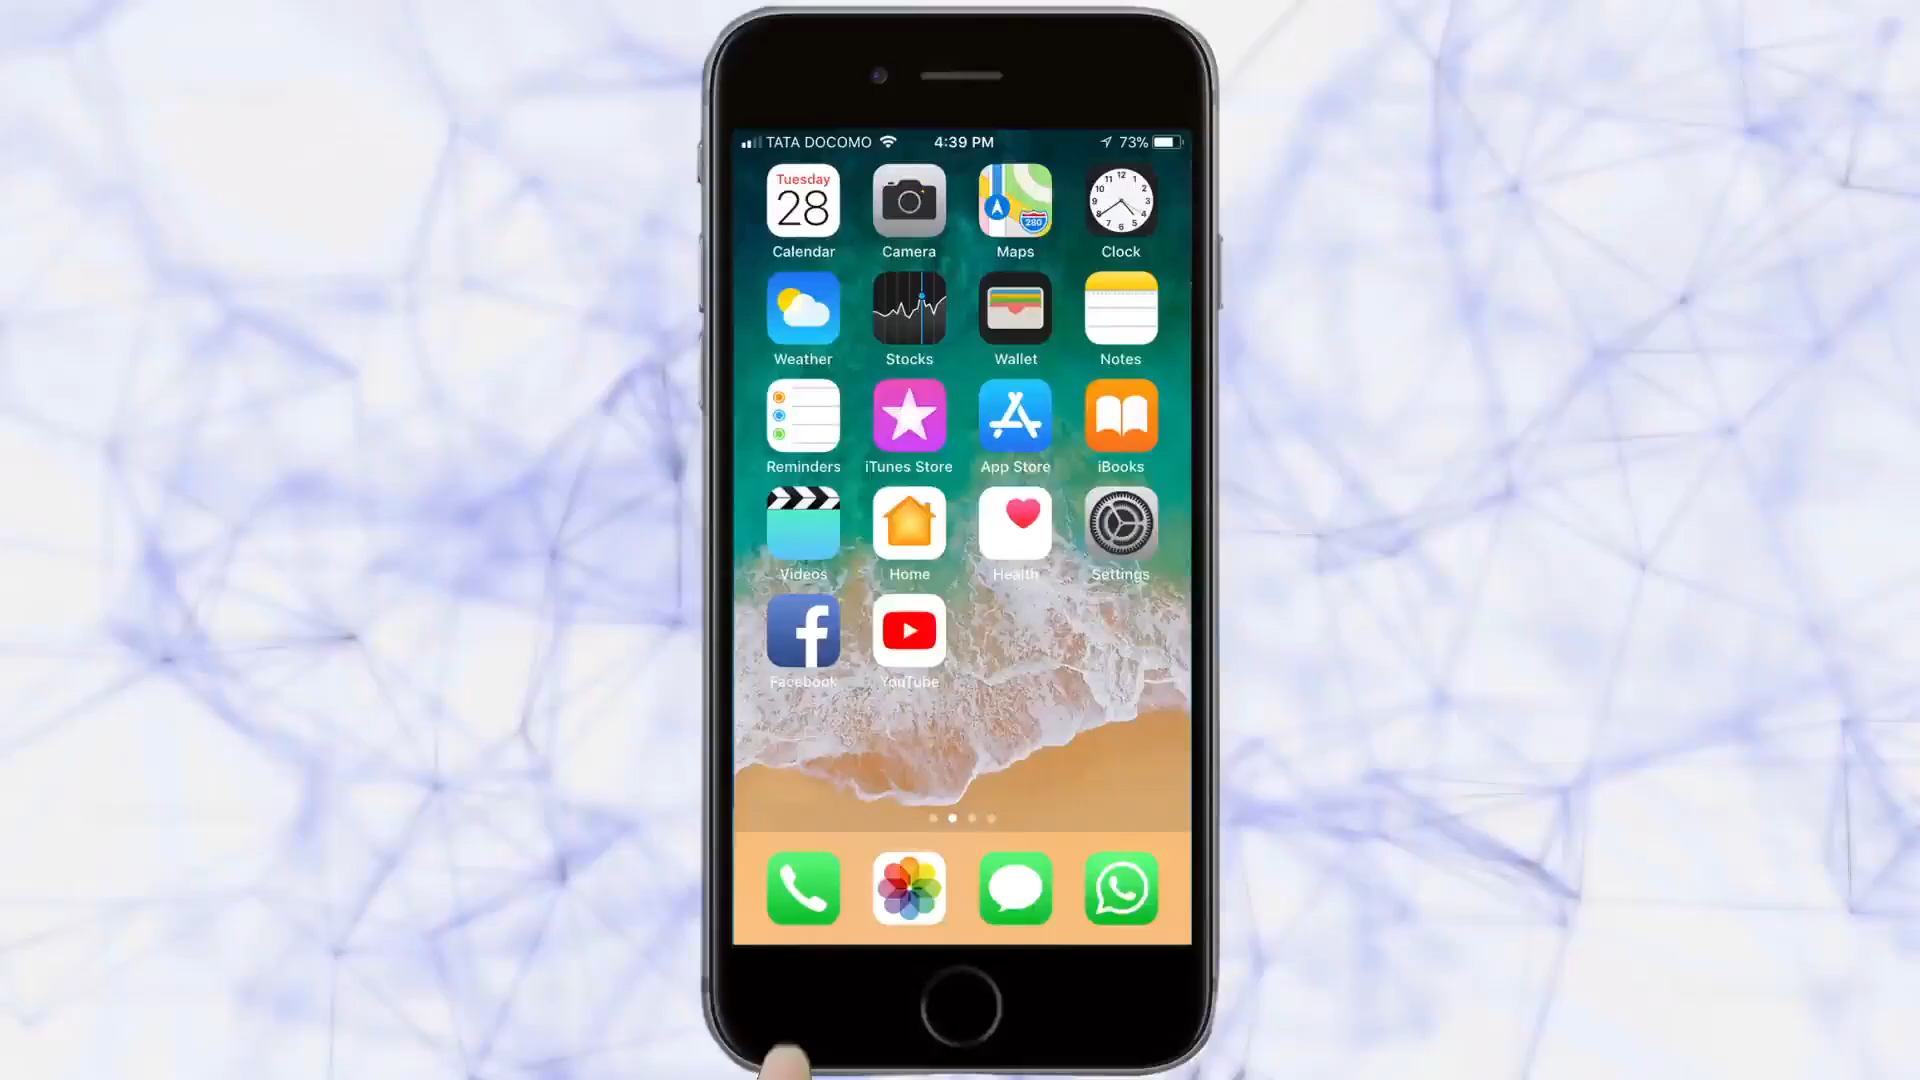 TATA DOCOMO 4:39 PM 73%
Tuesday
28
280
Calendar Camera Maps Clock
Weather Stocks Wallet Notes
Reminders iTunes Store App Store iBooks
Videos Home Health Settings
Facebook YouTube